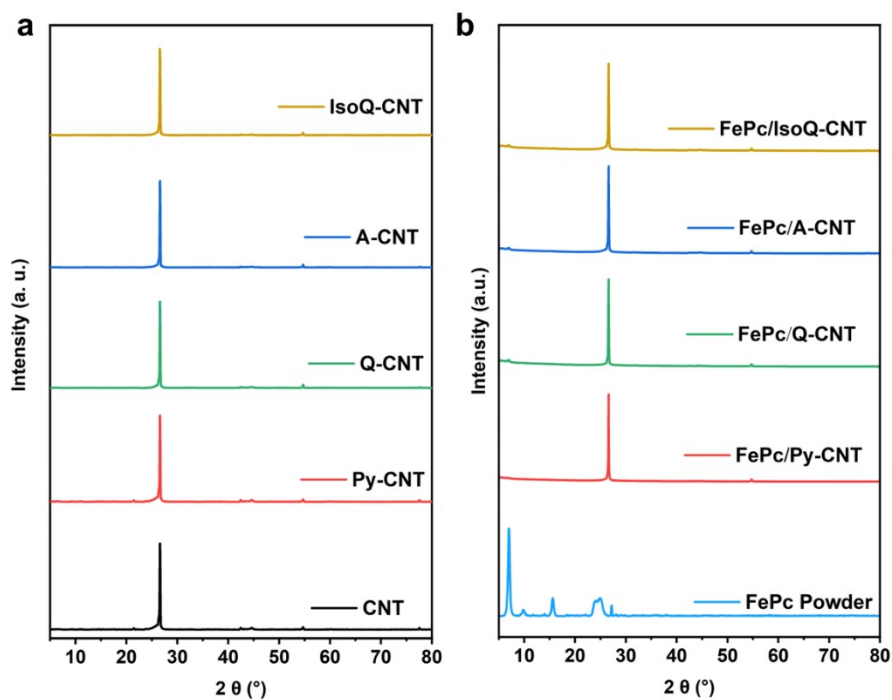 a
IsoQ-CNT
A-CNT
Q-CNT
Py-CNT
CNT
Intensity (a. u.)
10 20 30 40 50 60 70 80
2 θ (°)
b
FePc/IsoQ-CNT
FePc/A-CNT
FePc/Q-CNT
FePc/Py-CNT
FePc Powder
Intensity (a.u.)
10 20 30 40 50 60 70 80
2 θ (°)